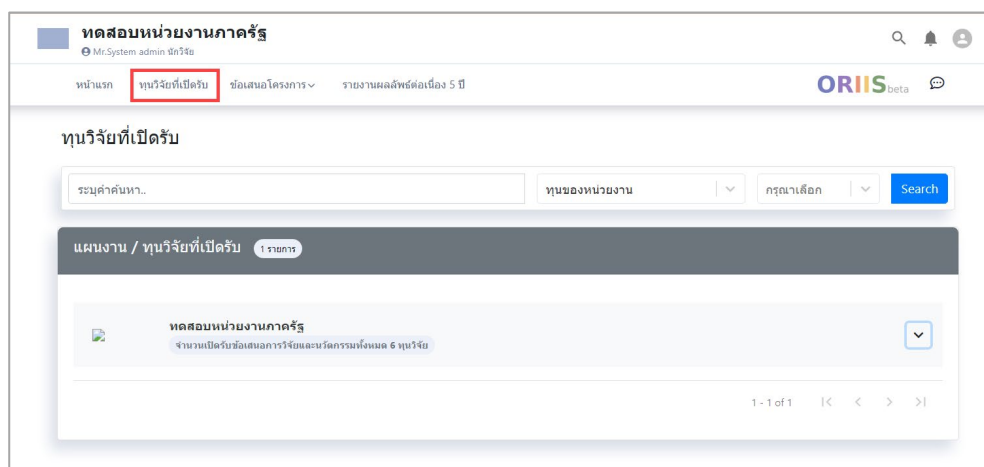 ทดสอบหน่วยงานภาครัฐ
Mr.System admin นักวิจัย
หน้าแรก ทุนวิจัยที่เปิดรับ ข้อเสนอโครงการ รายงานผลลัพธ์ต่อเนื่อง 5 ปี ORIIS beta
ทุนวิจัยที่เปิดรับ
ระบุคำค้นหา.. ทุนของหน่วยงาน กรุณาเลือก Search
แผนงาน / ทุนวิจัยที่เปิดรับ 1 รายการ
ทดสอบหน่วยงานภาครัฐ
จำนวนเปิดรับข้อเสนอการวิจัยและนวัตกรรมทั้งหมด 6 ทุนวิจัย
1 - 1 of 1